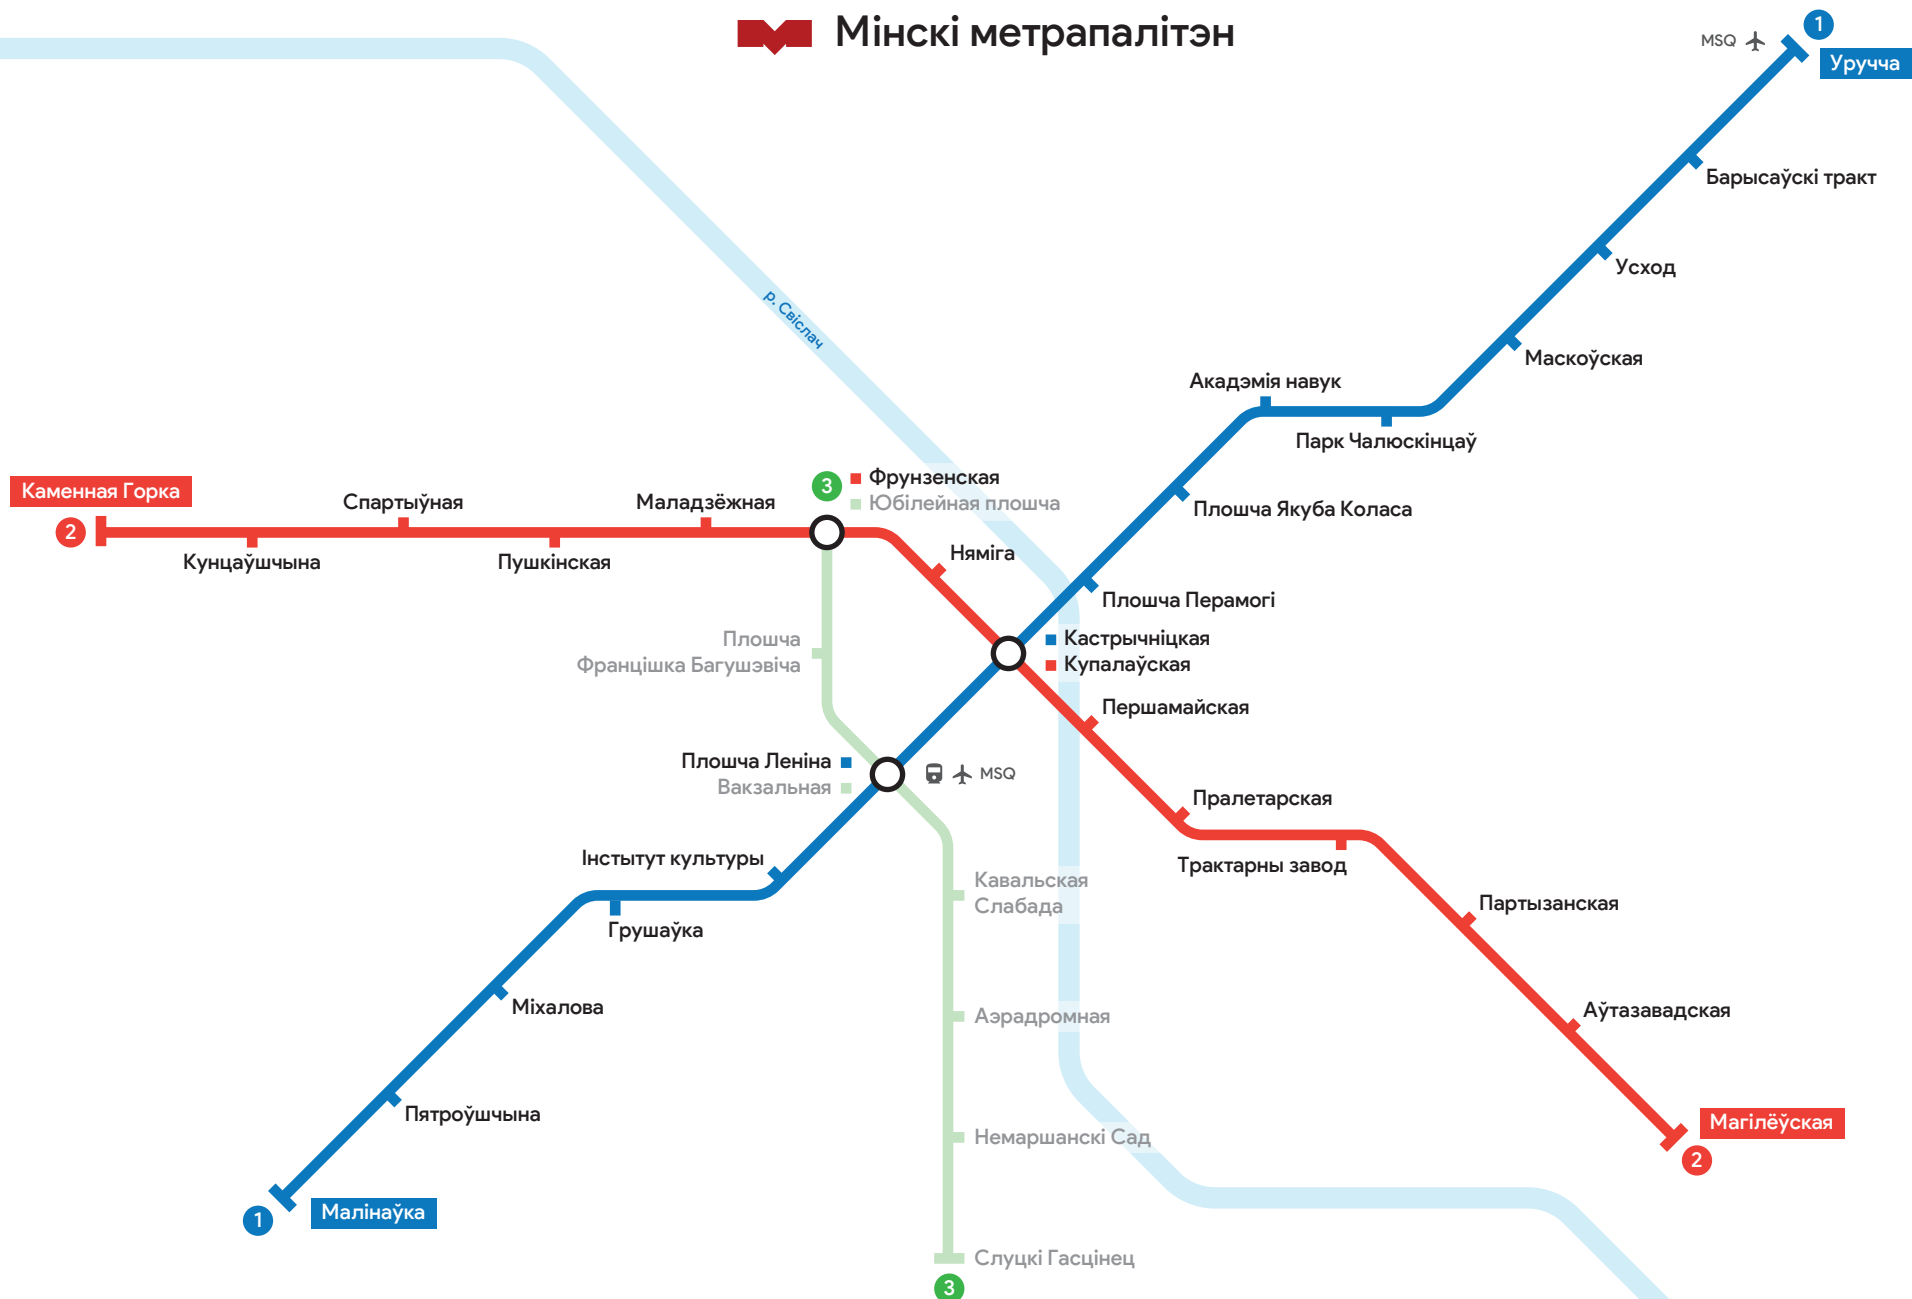 Мінскі метрапалітэн
1
MSQ
Уручча
Барысаўскі тракт
Усход
р. Свіслач
Маскоўская
Акадэмія навук
Парк Чалюскінцаў
Каменная Горка
2
Кунцаўшчына
Спартыўная
Пушкінская
Маладзёжная
3
Фрунзенская
Юбілейная плошча
Плошча Якуба Коласа
Няміга
Плошча Перамогі
Плошча
Францішка Багушэвіча
Кастрычніцкая
Купалаўская
Першамайская
Плошча Леніна
Вакзальная
MSQ
Пралетарская
Трактарны завод
Інстытут культуры
Грушаўка
Кавальская
Слабада
Партызанская
Міхалова
Аэрадромная
Аўтазавадская
Пятроўшчына
Немаршанскі Сад
Магілёўская
2
1
Малінаўка
Слуцкі Гасцінец
3